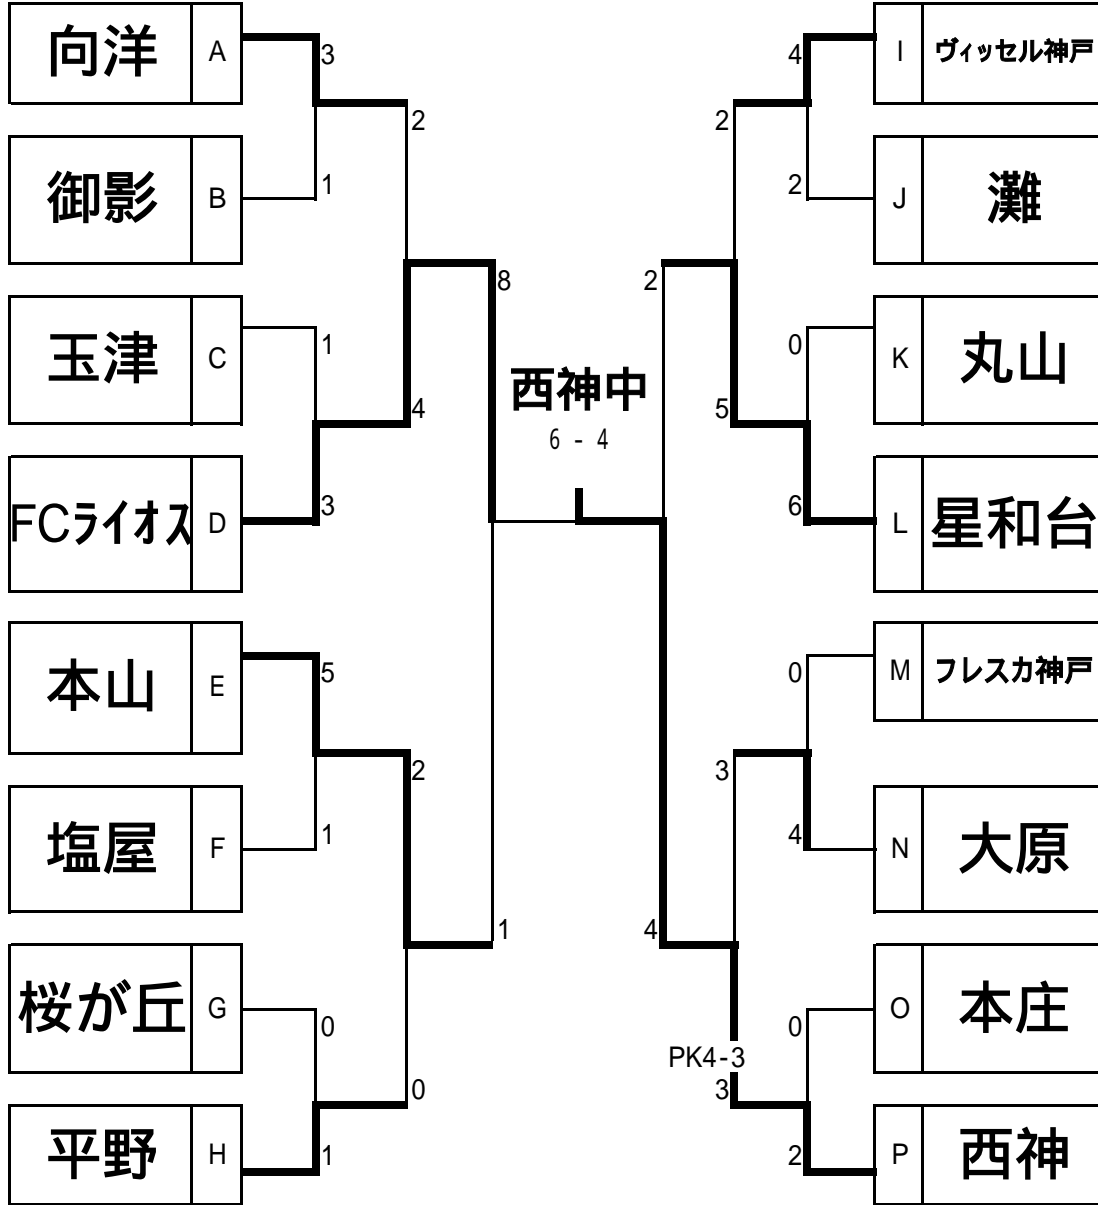 向洋 A
3
2
1
御影 B
玉津 C
1
4
3
FCライオス D
8
本山 E
5
2
1
塩屋 F
桜が丘 G
0
0
1
平野 H
1
西神中
6 - 4
I ヴィッセル神戸
4
2
2
J 灘
K 丸山
0
5
6
L 星和台
2
M フレスカ神戸
0
3
4
N 大原
4
O 本庄
0
PK4-3
3
2
P 西神